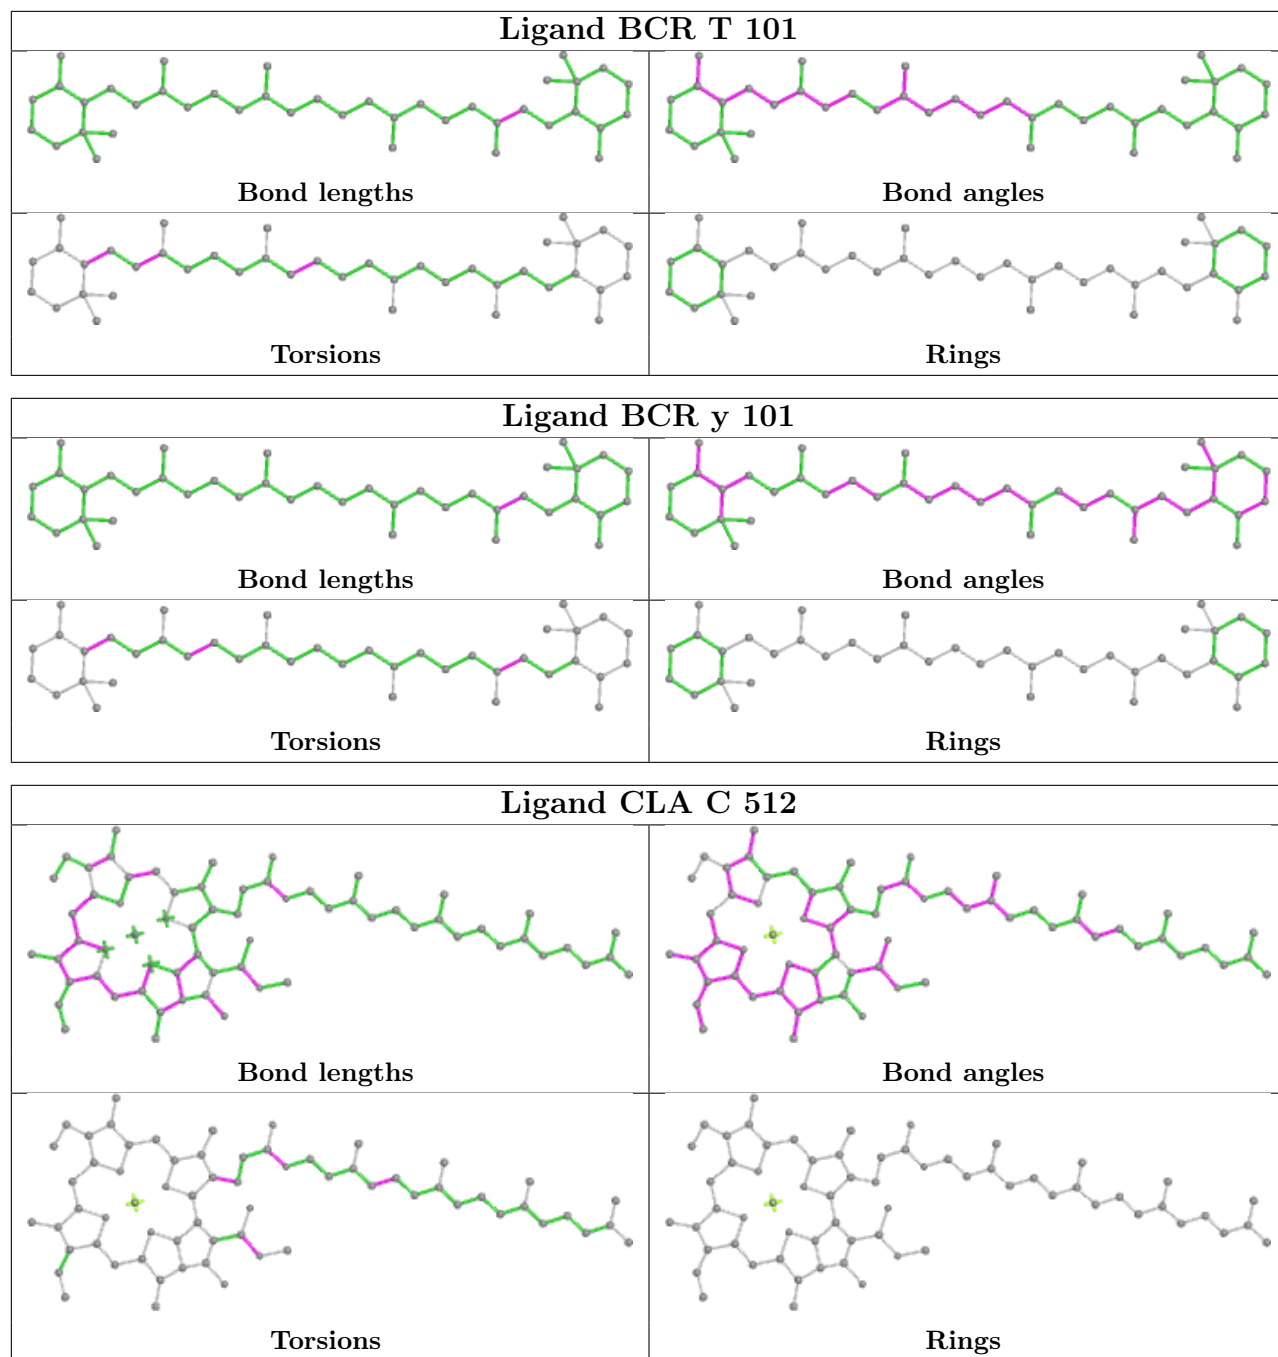 Ligand BCR T 101
Bond lengths
Bond angles
Torsions
Rings
Ligand BCR y 101
Bond lengths
Bond angles
Torsions
Rings
Ligand CLA C 512
Bond lengths
Bond angles
Torsions
Rings